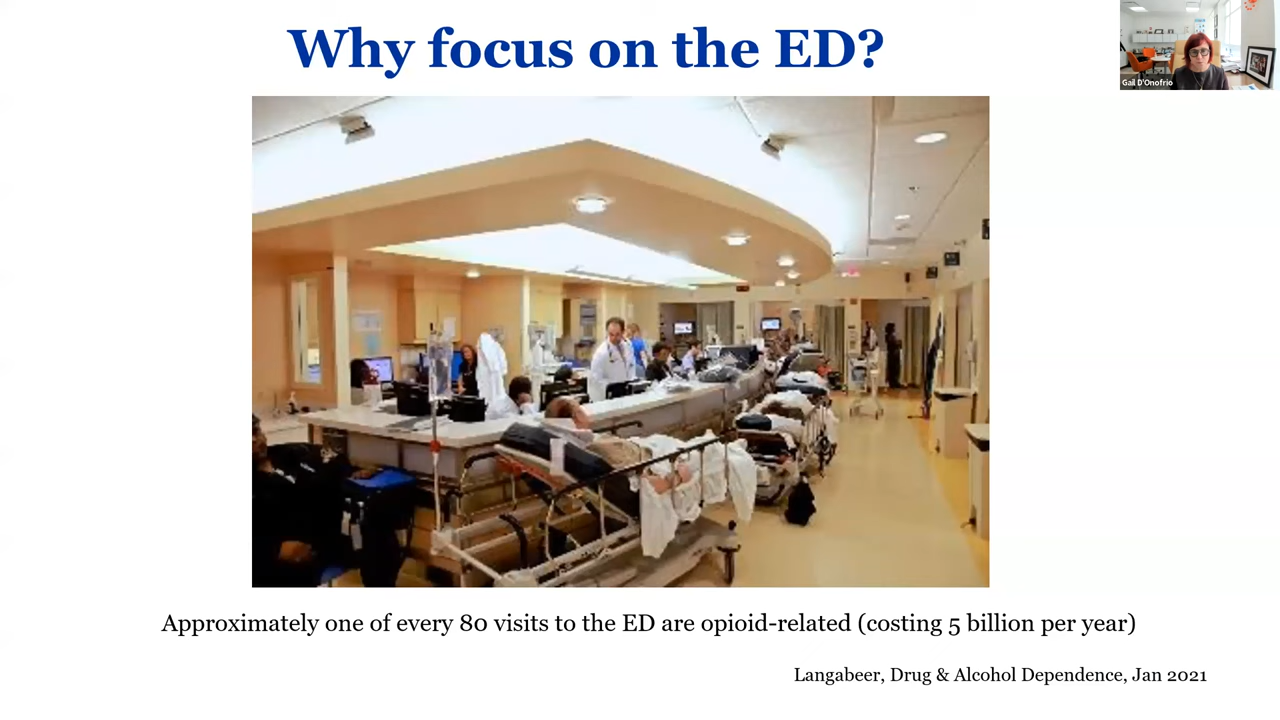 Why focus on the ED?
Gail D'Onofrio
Approximately one of every 80 visits to the ED are opioid-related (costing 5 billion per year)
Langabeer, Drug & Alcohol Dependence, Jan 2021